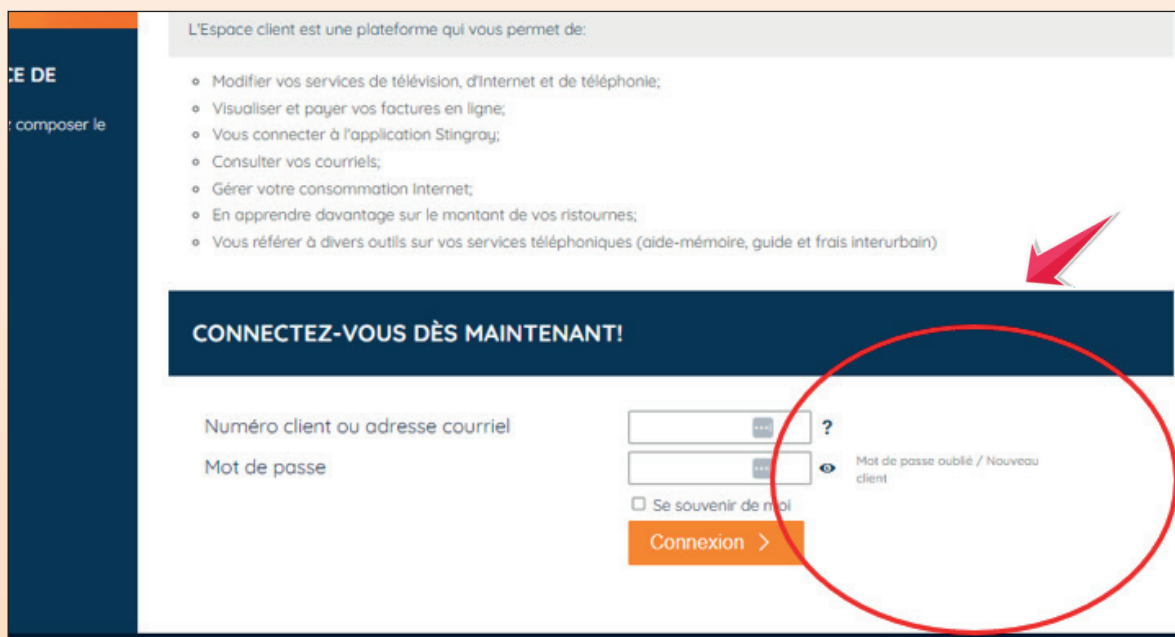 L'Espace client est une plateforme qui vous permet de:
CE DE
composer le
Modifier vos services de télévision, d'Internet et de téléphonie;
Visualiser et payer vos factures en ligne;
Vous connecter à l'application Stingray;
Consulter vos courriels;
Gérer votre consommation Internet;
En apprendre davantage sur le montant de vos ristournes;
Vous référer à divers outils sur vos services téléphoniques (aide-mémoire, guide et frais interurbain)
CONNECTEZ-VOUS DÈS MAINTENANT!
Numéro client ou adresse courriel ?
Mot de passe
Mot de passe oublié / Nouveau
client
Se souvenir de moi
Connexion >